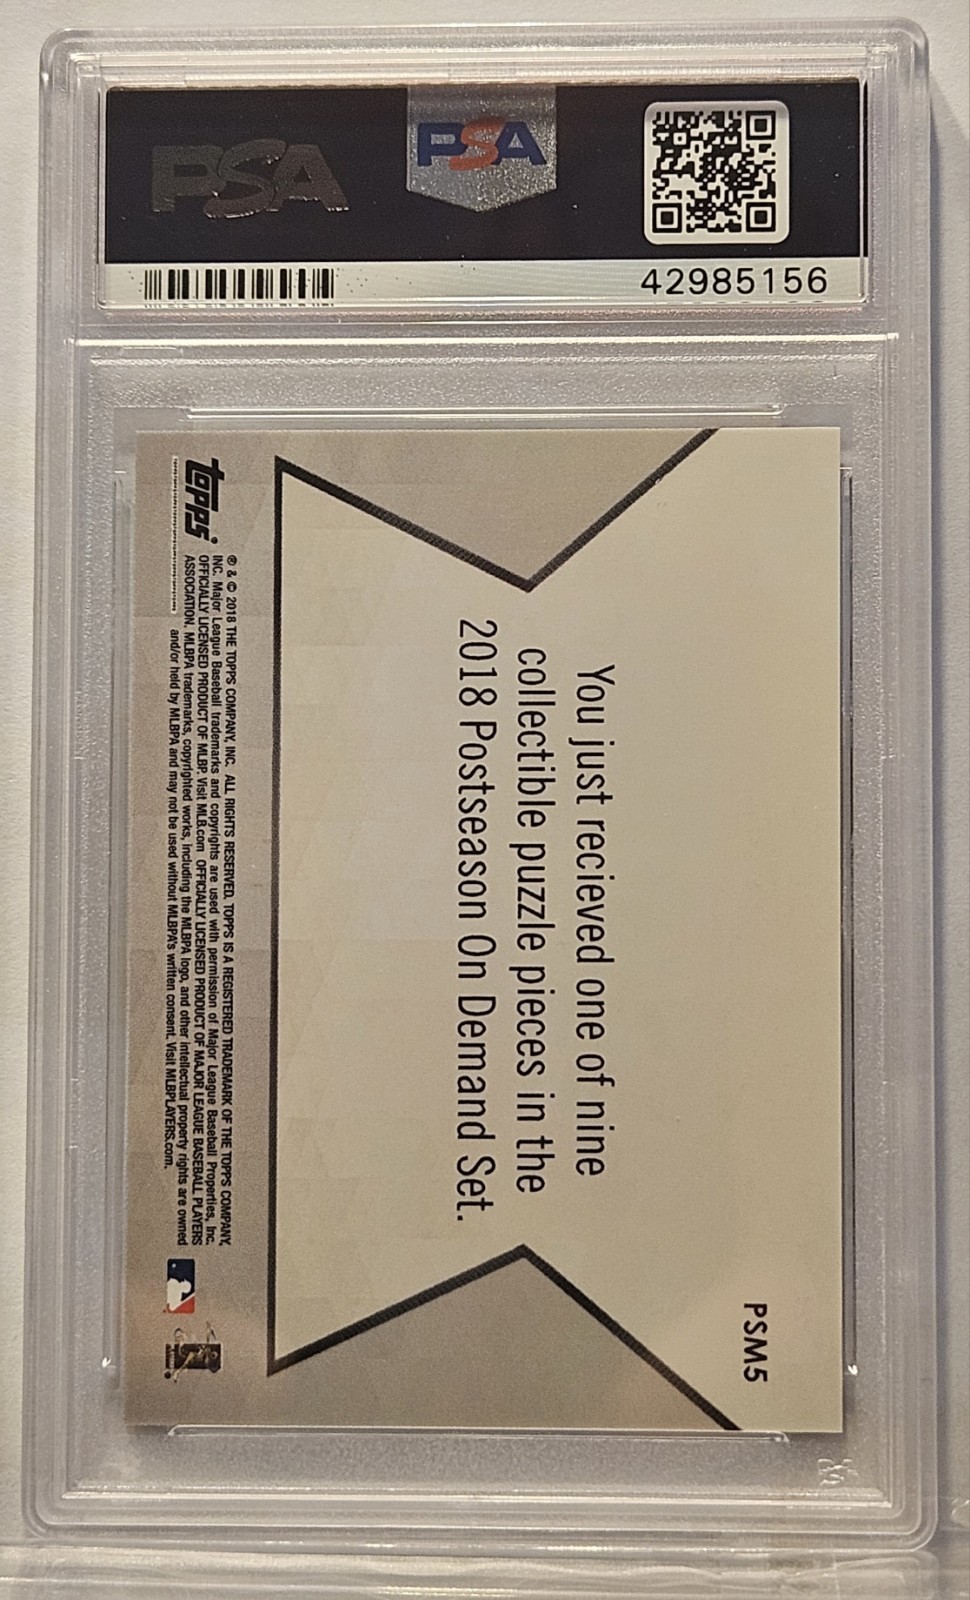 PSA
PSA
42985156
PSM5
You just recieved one of nine
collectible puzzle pieces in the
2018 Postseason On Demand Set.
topps®
® & © 2018 THE TOPPS COMPANY, INC. ALL RIGHTS RESERVED. TOPPS IS A REGISTERED TRADEMARK OF THE TOPPS COMPANY,
INC. Major League Baseball trademarks and copyrights are used with permission of Major League Baseball Properties, Inc.
OFFICIALLY LICENSED PRODUCT OF MLBP. Visit MLB.com OFFICIALLY LICENSED PRODUCT OF MAJOR LEAGUE BASEBALL PLAYERS
ASSOCIATION. MLBPA trademarks, copyrighted works, including the MLBPA logo, and other intellectual property rights are owned
and/or held by MLBPA and may not be used without MLBPA's written consent. Visit MLBPLAYERS.com.